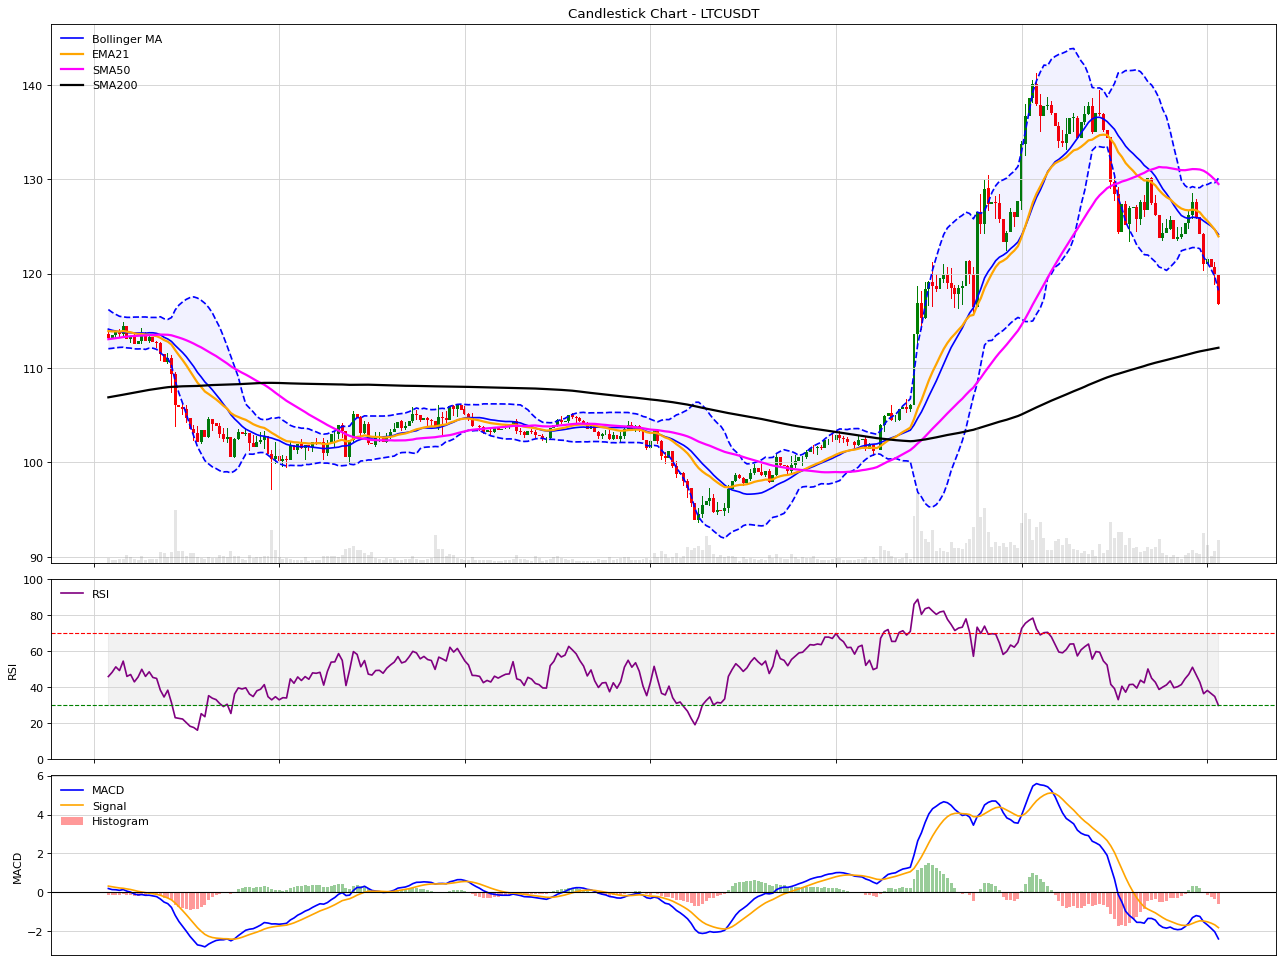 Candlestick Chart - LTCUSDT
Bollinger MA
EMA21
SMA50
SMA200
140
130
120
110
100
90
RSI
RSI
100
80
60
40
20
0
MACD
Signal
Histogram
MACD
6
4
2
0
−2